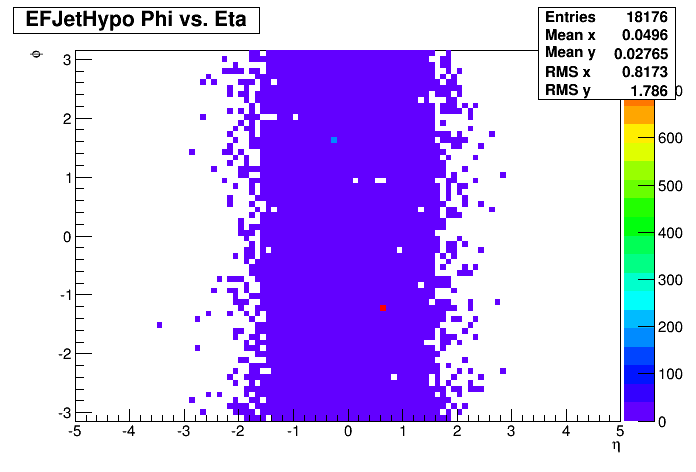 EFJetHypo Phi vs. Eta
Entries 18176
Mean x 0.0496
Mean y 0.02765
RMS x 0.8173
RMS y 1.786
φ
3
2
1
0
-1
-2
-3
-5 -4 -3 -2 -1 0 1 2 3 4 5
η
0
600
500
400
300
200
100
0